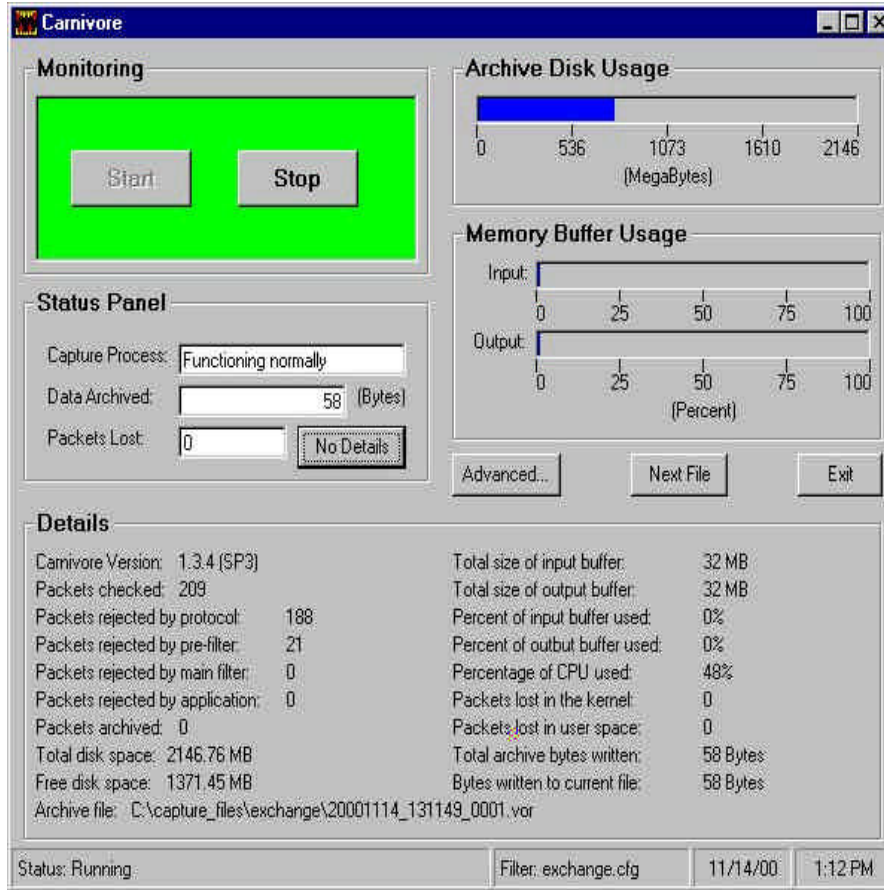 Carnivore
Monitoring
Start
Stop
Archive Disk Usage
0 536 1073 1610 2146
(MegaBytes)
Memory Buffer Usage
Input:
0 25 50 75 100
Output:
0 25 50 75 100
(Percent)
Status Panel
Capture Process: Functioning normally
Data Archived: 58 (Bytes)
Packets Lost: 0
No Details
Advanced...
Next File
Exit
Details
Carnivore Version: 1.3.4 (SP3)
Packets checked: 209
Packets rejected by protocol: 188
Packets rejected by pre-filter: 21
Packets rejected by main filter: 0
Packets rejected by application: 0
Packets archived: 0
Total disk space: 2146.76 MB
Free disk space: 1371.45 MB
Archive file: C:\capture_files\exchange\20001114_131149_0001.vor
Total size of input buffer: 32 MB
Total size of output buffer: 32 MB
Percent of input buffer used: 0%
Percent of outbut buffer used: 0%
Percentage of CPU used: 48%
Packets lost in the kernel: 0
Packets lost in user space: 0
Total archive bytes written: 58 Bytes
Bytes written to current file: 58 Bytes
Status: Running
Filter: exchange.cfg
11/14/00
1:12 PM